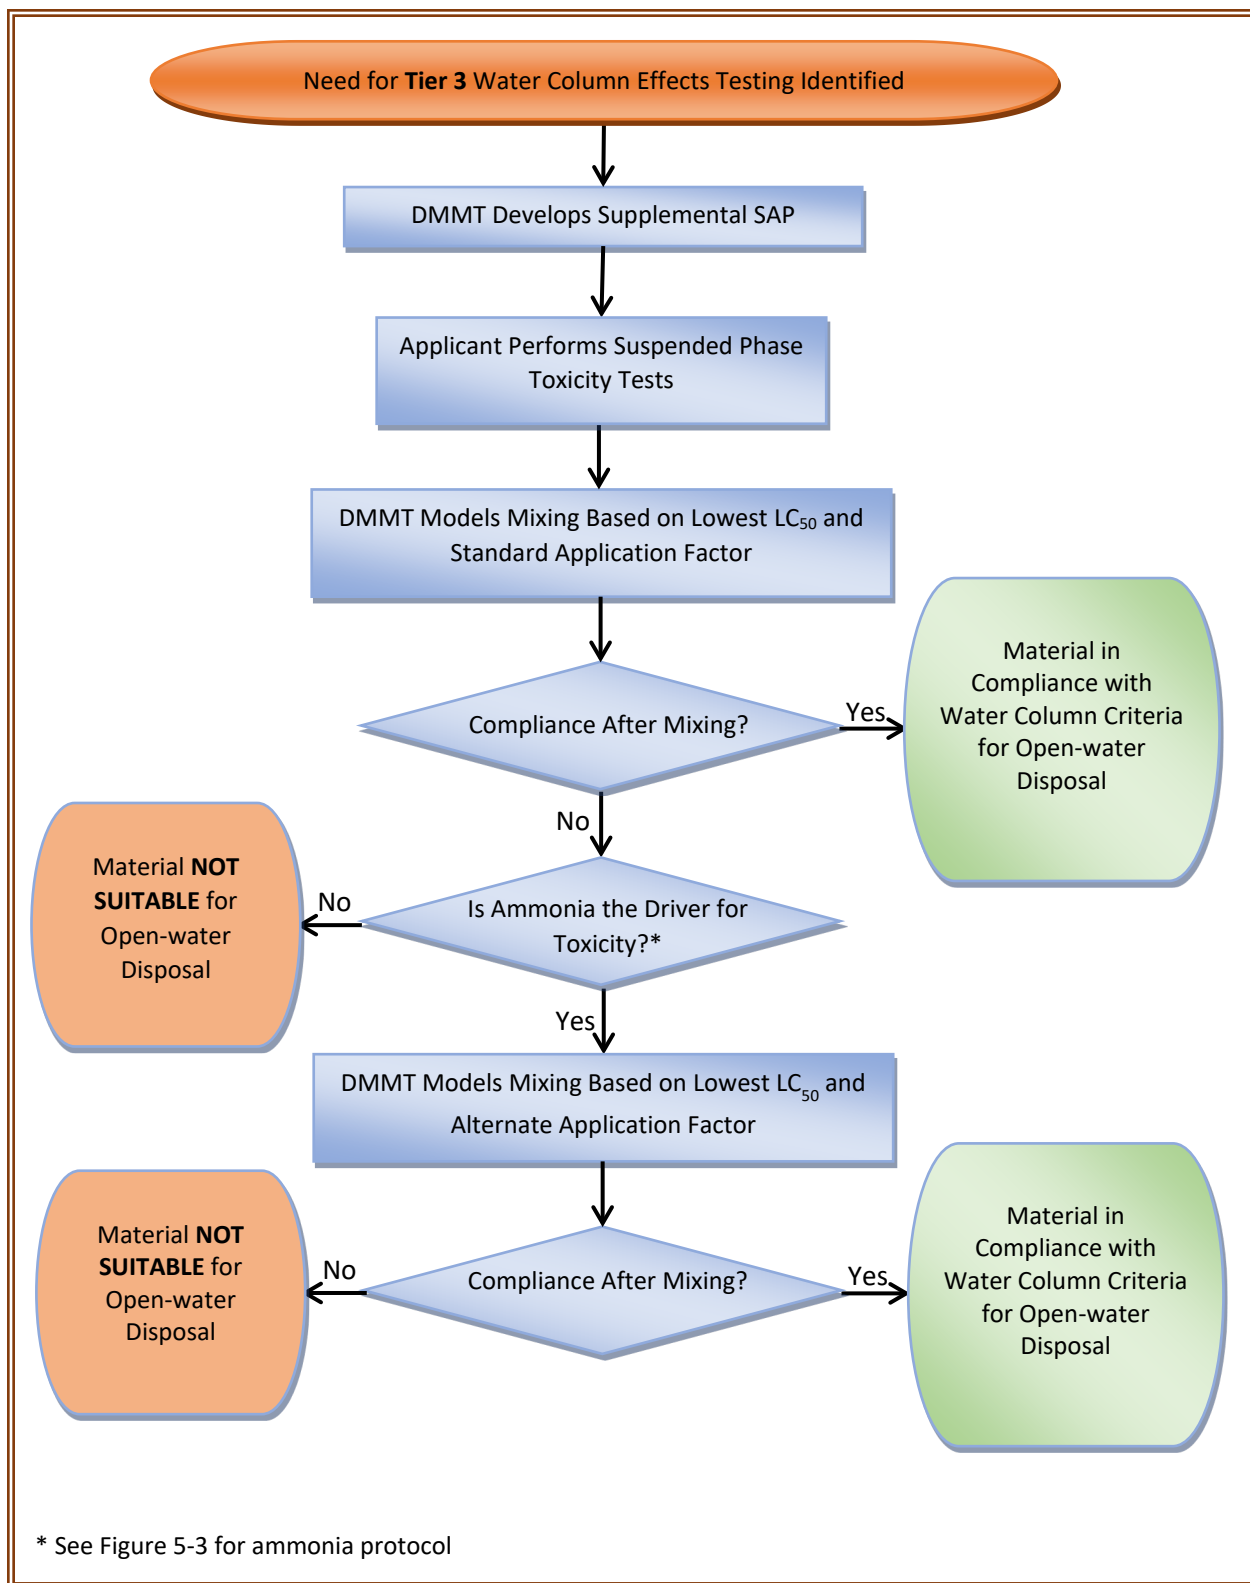 Need for Tier 3 Water Column Effects Testing Identified
DMMT Develops Supplemental SAP
Applicant Performs Suspended Phase
Toxicity Tests
DMMT Models Mixing Based on Lowest LC₅₀ and
Standard Application Factor
Compliance After Mixing?
Yes
Material in
Compliance with
Water Column Criteria
for Open-water
Disposal
No
Is Ammonia the Driver for
Toxicity?*
No
Material NOT
SUITABLE for
Open-water
Disposal
Yes
DMMT Models Mixing Based on Lowest LC₅₀ and
Alternate Application Factor
Compliance After Mixing?
No
Material NOT
SUITABLE for
Open-water
Disposal
Yes
Material in
Compliance with
Water Column Criteria
for Open-water
Disposal
* See Figure 5-3 for ammonia protocol